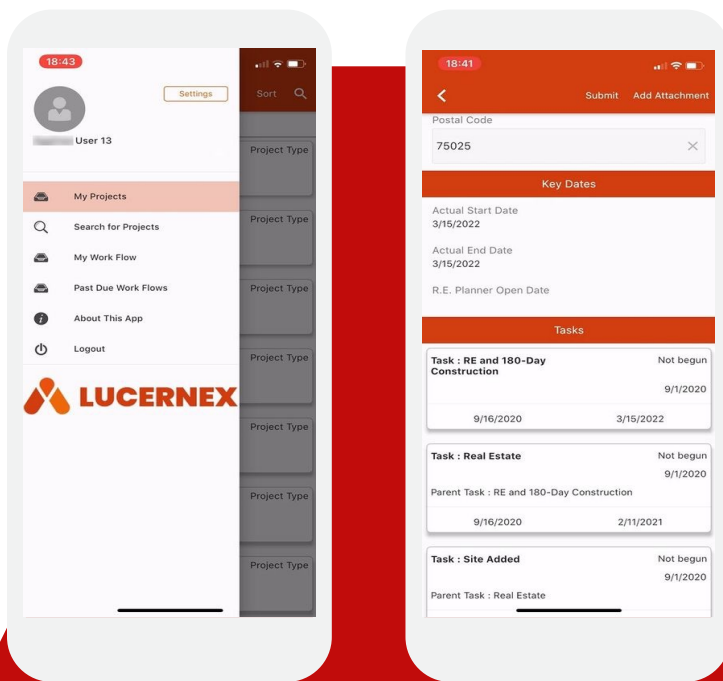 18:43
Settings
Sort
User 13
Project Type
My Projects
Search for Projects
Project Type
My Work Flow
Past Due Work Flows
Project Type
About This App
Logout
Project Type
LUCERNEX
Project Type
Project Type
Project Type
18:41
Submit Add Attachment
Postal Code
75025
Key Dates
Actual Start Date
3/15/2022
Actual End Date
3/15/2022
R.E. Planner Open Date
Tasks
Task : RE and 180-Day Not begun
Construction
9/1/2020
9/16/2020 3/15/2022
Task : Real Estate Not begun
9/1/2020
Parent Task : RE and 180-Day Construction
9/16/2020 2/11/2021
Task : Site Added Not begun
9/1/2020
Parent Task : Real Estate